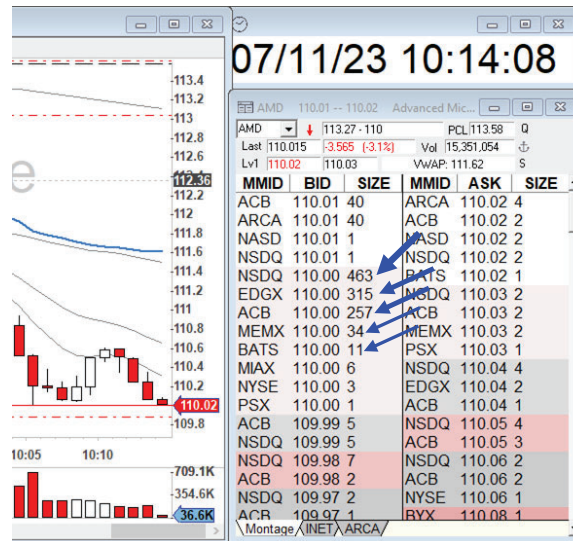 07/11/23 10:14:08
113.4
113.2
113
112.8
112.6
112.36
112.2
112
111.8
111.6
111.4
111.2
111
110.8
110.6
110.4
110.2
110.02
109.8
10:05 10:10
709.1K
354.6K
36.6K
AMD 110.01 -- 110.02 Advanced Mic...
AMD 113.27 - 110 PCL 113.58 Q
Last 110.015 -3.565 (-3.1%) Vol 15,351,054
Lv1 110.02 110.03 VWAP: 111.62 S
MMID BID SIZE MMID ASK SIZE
ACB 110.01 40 ARCA 110.02 4
ARCA 110.01 40 ACB 110.02 2
NASD 110.01 1 NASD 110.02 2
NSDQ 110.01 1 NSDQ 110.02 2
NSDQ 110.00 463 BATS 110.02 1
EDGX 110.00 315 NSDQ 110.03 2
ACB 110.00 257 ACB 110.03 2
MEMX 110.00 34 MEMX 110.03 2
BATS 110.00 11 PSX 110.03 1
MIAX 110.00 6 NSDQ 110.04 4
NYSE 110.00 3 EDGX 110.04 2
PSX 110.00 1 ACB 110.04 1
ACB 109.99 5 NSDQ 110.05 4
NSDQ 109.99 5 ACB 110.05 3
NSDQ 109.98 7 NSDQ 110.06 2
ACB 109.98 2 ACB 110.06 2
NSDQ 109.97 2 NYSE 110.06 1
ACB 109.97 1 BYX 110.08 1
Montage INET ARCA